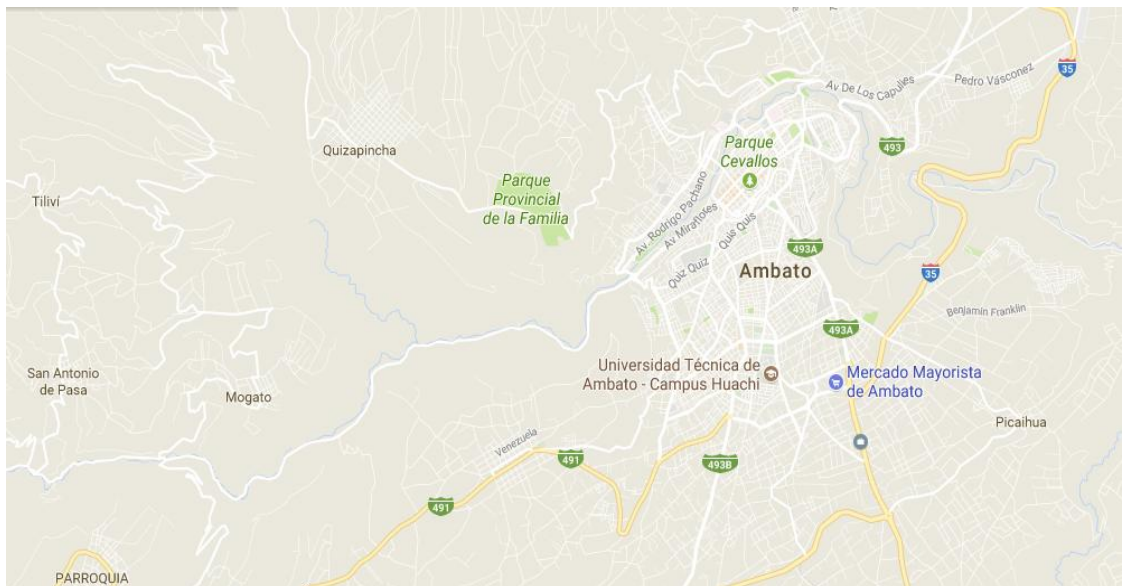 35
Pedro Vásconez
Av De Los Capulíes
493
Parque
Cevallos
Quizapincha
Parque
Provincial
de la Familia
Tiliví
Av. Rodrigo Pachano
Av Miraflores
Quis Quis
Quiz Quiz
493A
Ambato
35
Benjamin Franklin
493A
Universidad Técnica de
Ambato - Campus Huachi
Mercado Mayorista
de Ambato
San Antonio
de Pasa
Mogato
Picaihua
Venezuela
491
493B
491
PARROQUIA